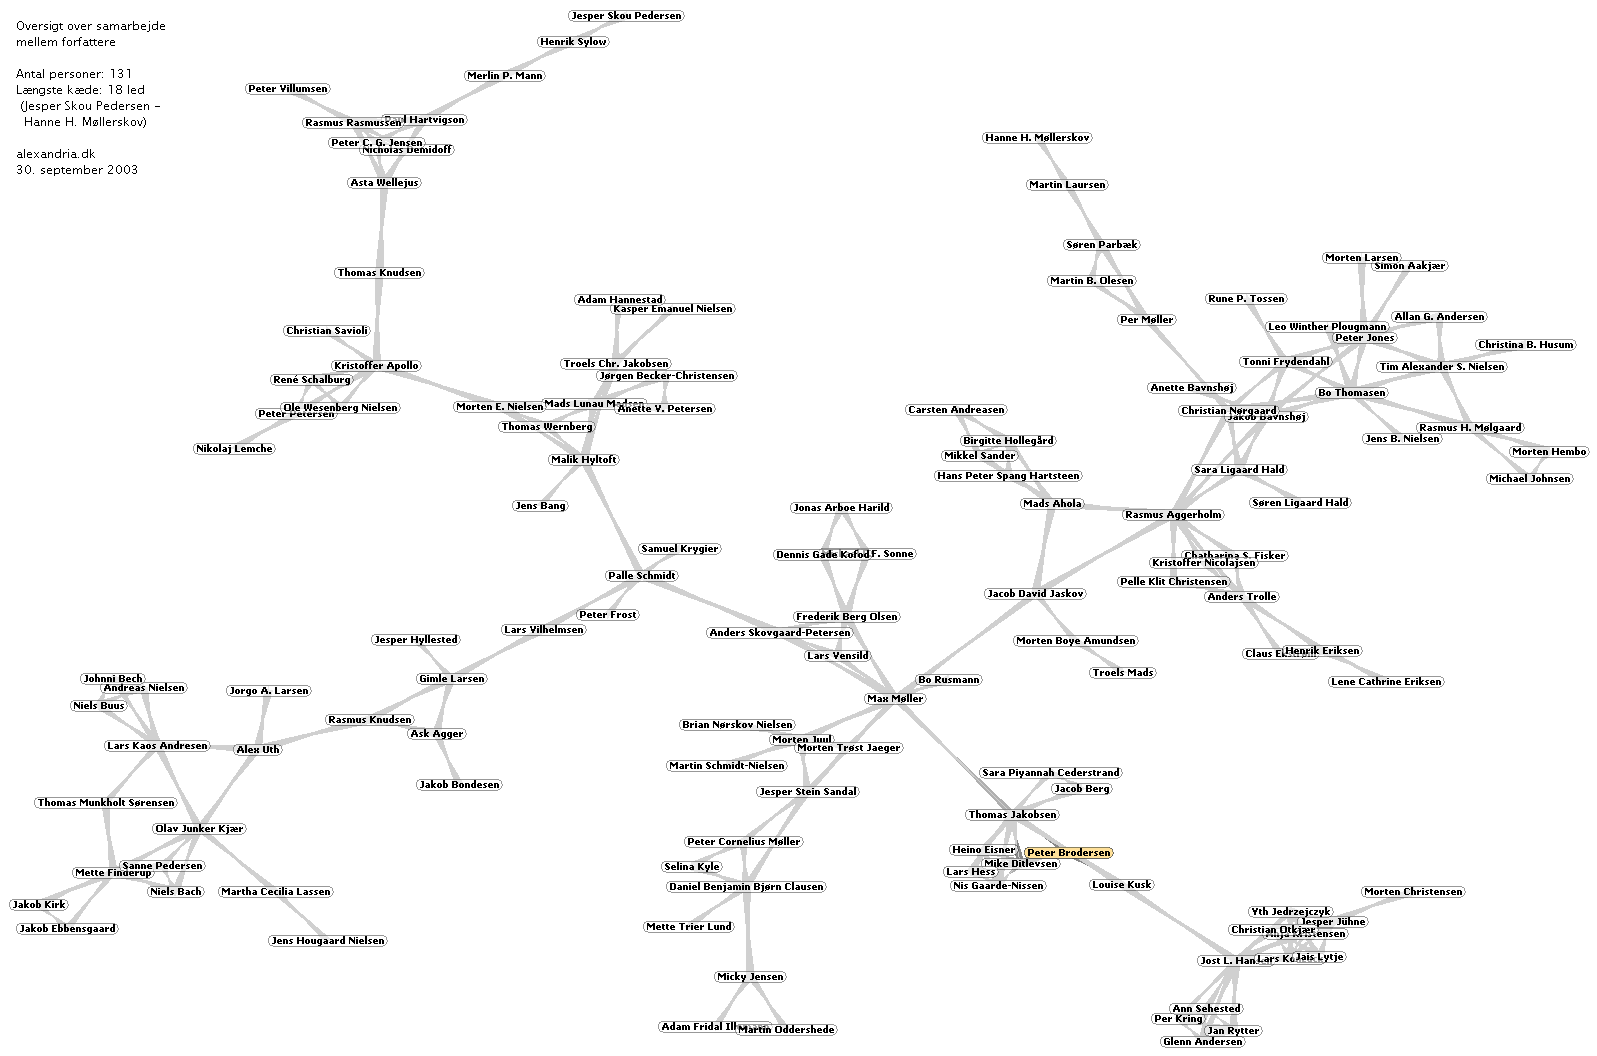 Oversigt over samarbejde
mellem forfattere
Antal personer: 131
Længste kæde: 18 led
(Jesper Skou Pedersen -
Hanne H. Møllerskov)
alexandria.dk
30. september 2003
Jesper Skou Pedersen
Henrik Sylow
Merlin P. Mann
Peter Villumsen
Rasmus Rasmussen
Hartvigson
Peter C. G. Jensen
Nicholas Demidoff
Asta Wellejus
Thomas Knudsen
Christian Savioli
Kristoffer Apollo
René Schalburg
Ole Wesenberg Nielsen
Peter Petersen
Nikolaj Lemche
Adam Hannestad
Kasper Emanuel Nielsen
Troels Chr. Jakobsen
Jørgen Becker-Christensen
Morten E. Nielsen
Mads Lunau Madsen
Anette V. Petersen
Thomas Wernberg
Malik Hyltoft
Jens Bang
Samuel Krygier
Palle Schmidt
Peter Frost
Lars Vilhelmsen
Jesper Hyllested
Gimle Larsen
Rasmus Knudsen
Ask Agger
Jakob Bondesen
Johnni Bech
Andreas Nielsen
Niels Buus
Jorgo A. Larsen
Lars Kaos Andresen
Alex Uth
Thomas Munkholt Sørensen
Olav Junker Kjær
Sanne Pedersen
Mette Finderup
Niels Bach
Martha Cecilia Lassen
Jakob Kirk
Jakob Ebbensgaard
Jens Hougaard Nielsen
Hanne H. Møllerskov
Martin Laursen
Søren Parbæk
Martin B. Olesen
Per Møller
Morten Larsen
Simon Aakjær
Rune P. Tossen
Leo Winther Plougmann
Peter Jones
Allan G. Andersen
Christina B. Husum
Tonni Frydendahl
Tim Alexander S. Nielsen
Anette Bavnshøj
Bo Thomasen
Christian Nørgaard
Jakob Bavnshøj
Rasmus H. Mølgaard
Jens B. Nielsen
Morten Hembo
Michael Johnsen
Sara Ligaard Hald
Søren Ligaard Hald
Carsten Andreasen
Birgitte Hollegård
Mikkel Sander
Hans Peter Spang Hartsteen
Mads Ahola
Rasmus Aggerholm
Jonas Arboe Harild
Dennis Gade Kofod
F. Sonne
Chatharina S. Fisker
Kristoffer Nicolajsen
Pelle Klit Christensen
Anders Trolle
Jacob David Jaskov
Frederik Berg Olsen
Anders Skovgaard-Petersen
Lars Vensild
Morten Boye Amundsen
Troels Mads
Claus
Henrik Eriksen
Lene Cathrine Eriksen
Bo Rusmann
Max Møller
Brian Nørskov Nielsen
Morten Juul
Morten Trøst Jaeger
Martin Schmidt-Nielsen
Jesper Stein Sandal
Sara Piyannah Cederstrand
Jacob Berg
Thomas Jakobsen
Peter Cornelius Møller
Selina Kyle
Daniel Benjamin Bjørn Clausen
Heino Eisner
Peter Brodersen
Mike Ditlevsen
Lars Hess
Nis Gaarde-Nissen
Louise Kusk
Mette Trier Lund
Micky Jensen
Adam Fridal
Martin Oddershede
Morten Christensen
Yth Jedrzejczyk
Jesper Jühne
Christian Otkjær
Jost L.
Lars
Jais Lytje
Ann Sehested
Per Kring
Jan Rytter
Glenn Andersen